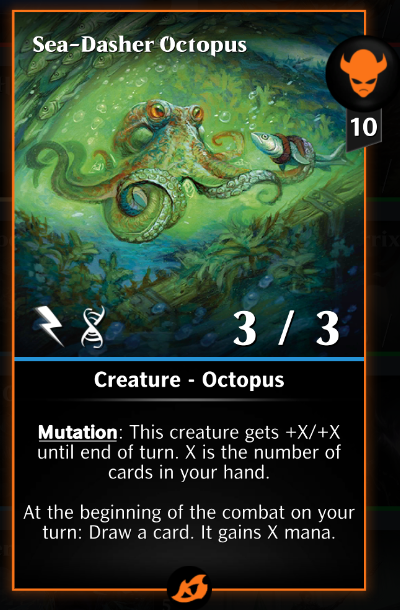 Sea-Dasher Octopus
10
3 / 3
Creature - Octopus
Mutation: This creature gets +X/+X
until end of turn. X is the number of
cards in your hand.
At the beginning of the combat on your
turn: Draw a card. It gains X mana.